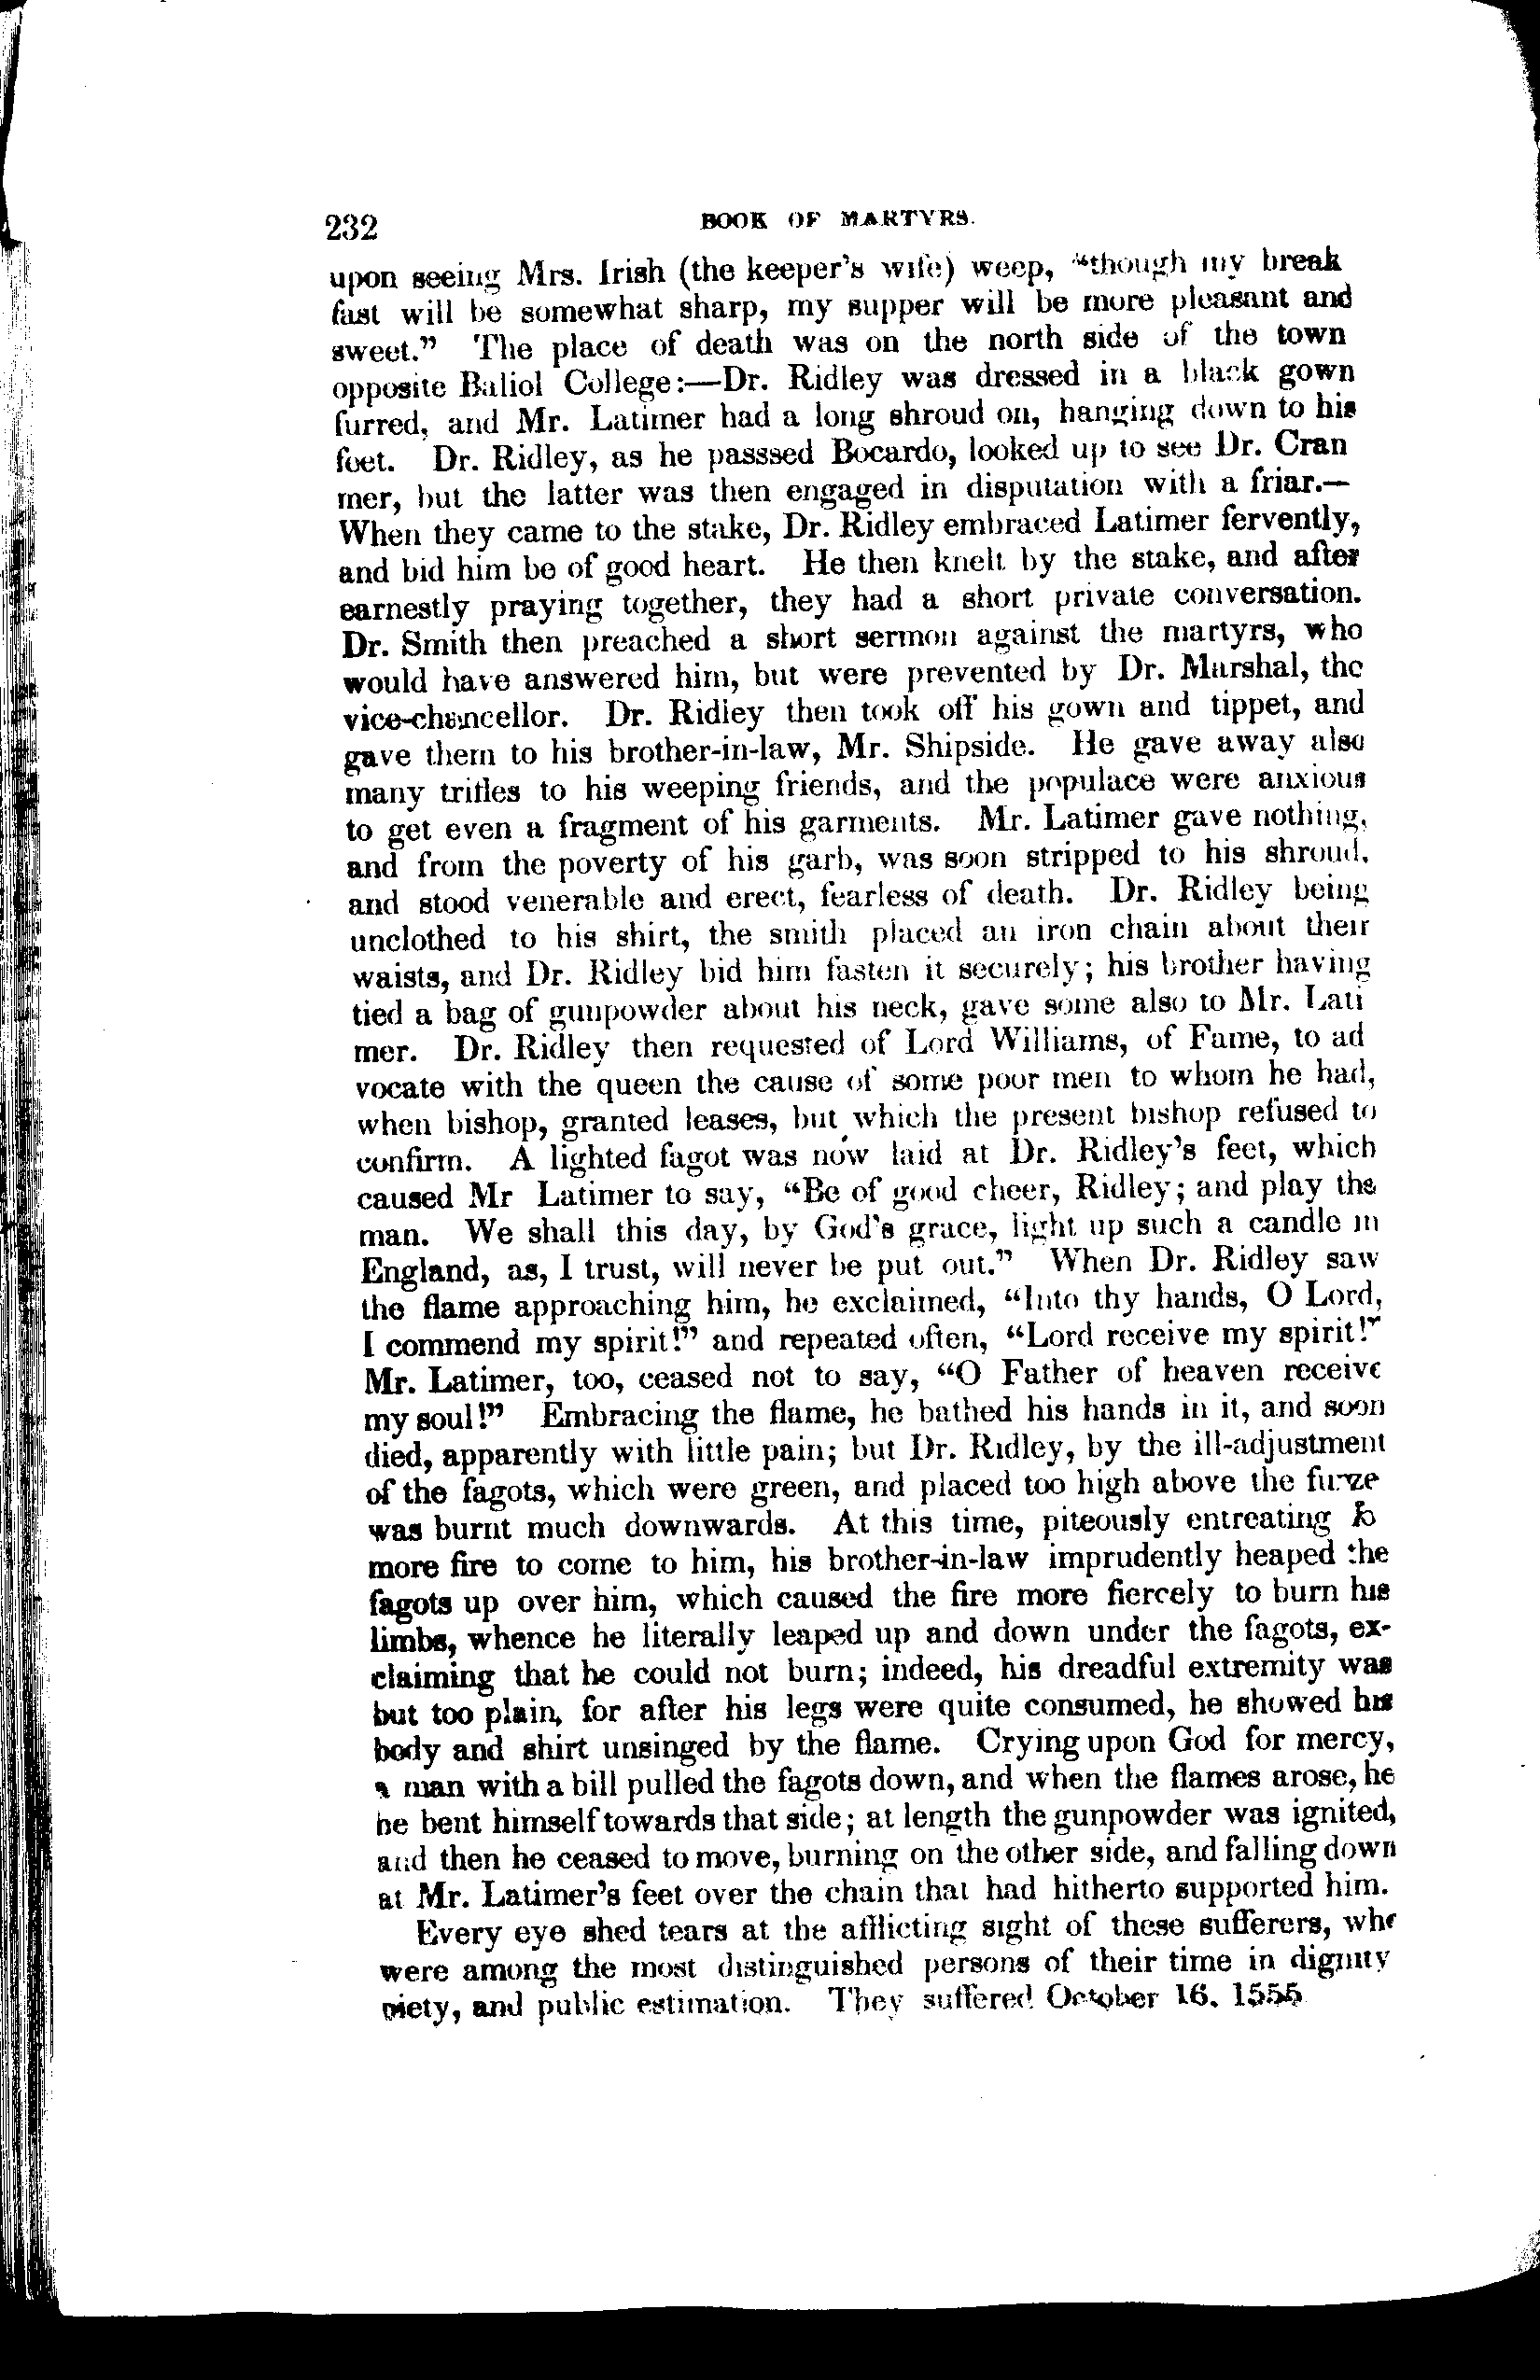 232 BOOK OF MARTYRS.
upon seeing Mrs. Irish (the keeper's wife) weep, "though my break
fast will be somewhat sharp, my supper will be more pleasant and
sweet." The place of death was on the north side of the town
opposite Baliol College:—Dr. Ridley was dressed in a black gown
furred, and Mr. Latimer had a long shroud on, hanging down to his
feet. Dr. Ridley, as he passsed Bocardo, looked up to see Dr. Cran
mer, but the latter was then engaged in disputation with a friar.—
When they came to the stake, Dr. Ridley embraced Latimer fervently,
and bid him be of good heart. He then knelt by the stake, and after
earnestly praying together, they had a short private conversation.
Dr. Smith then preached a short sermon against the martyrs, who
would have answered him, but were prevented by Dr. Marshal, the
vice-chancellor. Dr. Ridley then took off his gown and tippet, and
gave them to his brother-in-law, Mr. Shipside. He gave away also
many trifles to his weeping friends, and the populace were anxious
to get even a fragment of his garments. Mr. Latimer gave nothing,
and from the poverty of his garb, was soon stripped to his shroud,
and stood venerable and erect, fearless of death. Dr. Ridley being
unclothed to his shirt, the smith placed an iron chain about their
waists, and Dr. Ridley bid him fasten it securely; his brother having
tied a bag of gunpowder about his neck, gave some also to Mr. Lati
mer. Dr. Ridley then requested of Lord Williams, of Fame, to ad
vocate with the queen the cause of some poor men to whom he had,
when bishop, granted leases, but which the present bishop refused to
confirm. A lighted fagot was now laid at Dr. Ridley's feet, which
caused Mr Latimer to say, "Be of good cheer, Ridley; and play the
man. We shall this day, by God's grace, light up such a candle in
England, as, I trust, will never be put out." When Dr. Ridley saw
the flame approaching him, he exclaimed, "Into thy hands, O Lord,
I commend my spirit!" and repeated often, "Lord receive my spirit!"
Mr. Latimer, too, ceased not to say, "O Father of heaven receive
my soul!" Embracing the flame, he bathed his hands in it, and soon
died, apparently with little pain; but Dr. Ridley, by the ill-adjustment
of the fagots, which were green, and placed too high above the furze
was burnt much downwards. At this time, piteously entreating
more fire to come to him, his brother-in-law imprudently heaped the
fagots up over him, which caused the fire more fiercely to burn his
limbs, whence he literally leaped up and down under the fagots, ex-
claiming that he could not burn; indeed, his dreadful extremity was
but too plain, for after his legs were quite consumed, he showed his
body and shirt unsinged by the flame. Crying upon God for mercy,
a man with a bill pulled the fagots down, and when the flames arose, he
he bent himself towards that side; at length the gunpowder was ignited,
and then he ceased to move, burning on the other side, and falling down
at Mr. Latimer's feet over the chain that had hitherto supported him.
Every eye shed tears at the afflicting sight of these sufferers, who
were among the most distinguished persons of their time in dignity
piety, and public estimation. They suffered October 16, 1555